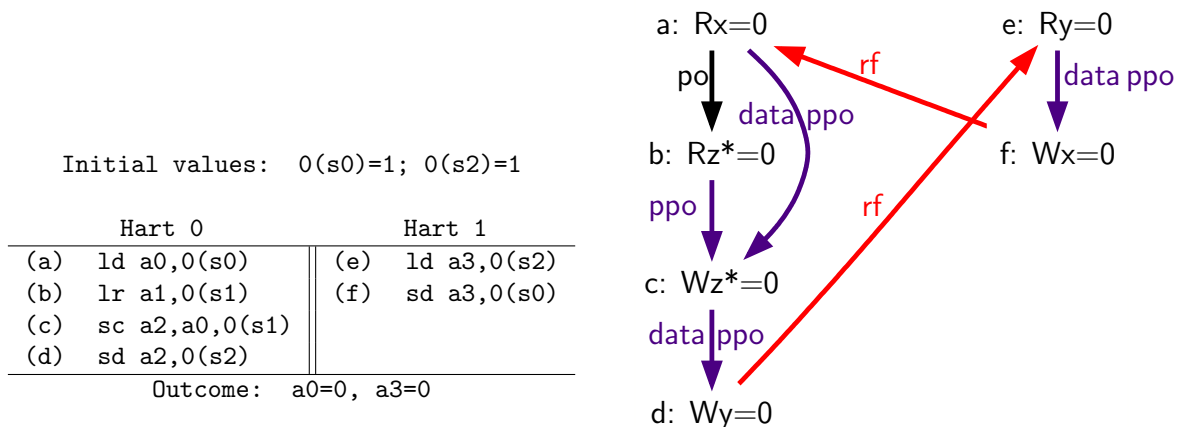 Initial values: 0(s0)=1; 0(s2)=1
Hart 0 Hart 1
(a) ld a0,0(s0) (e) ld a3,0(s2)
(b) lr a1,0(s1) (f) sd a3,0(s0)
(c) sc a2,a0,0(s1)
(d) sd a2,0(s2)
Outcome: a0=0, a3=0
a: Rx=0 e: Ry=0
po rf data ppo
data ppo
b: Rz*=0 f: Wx=0
ppo rf
c: Wz*=0
data ppo
d: Wy=0